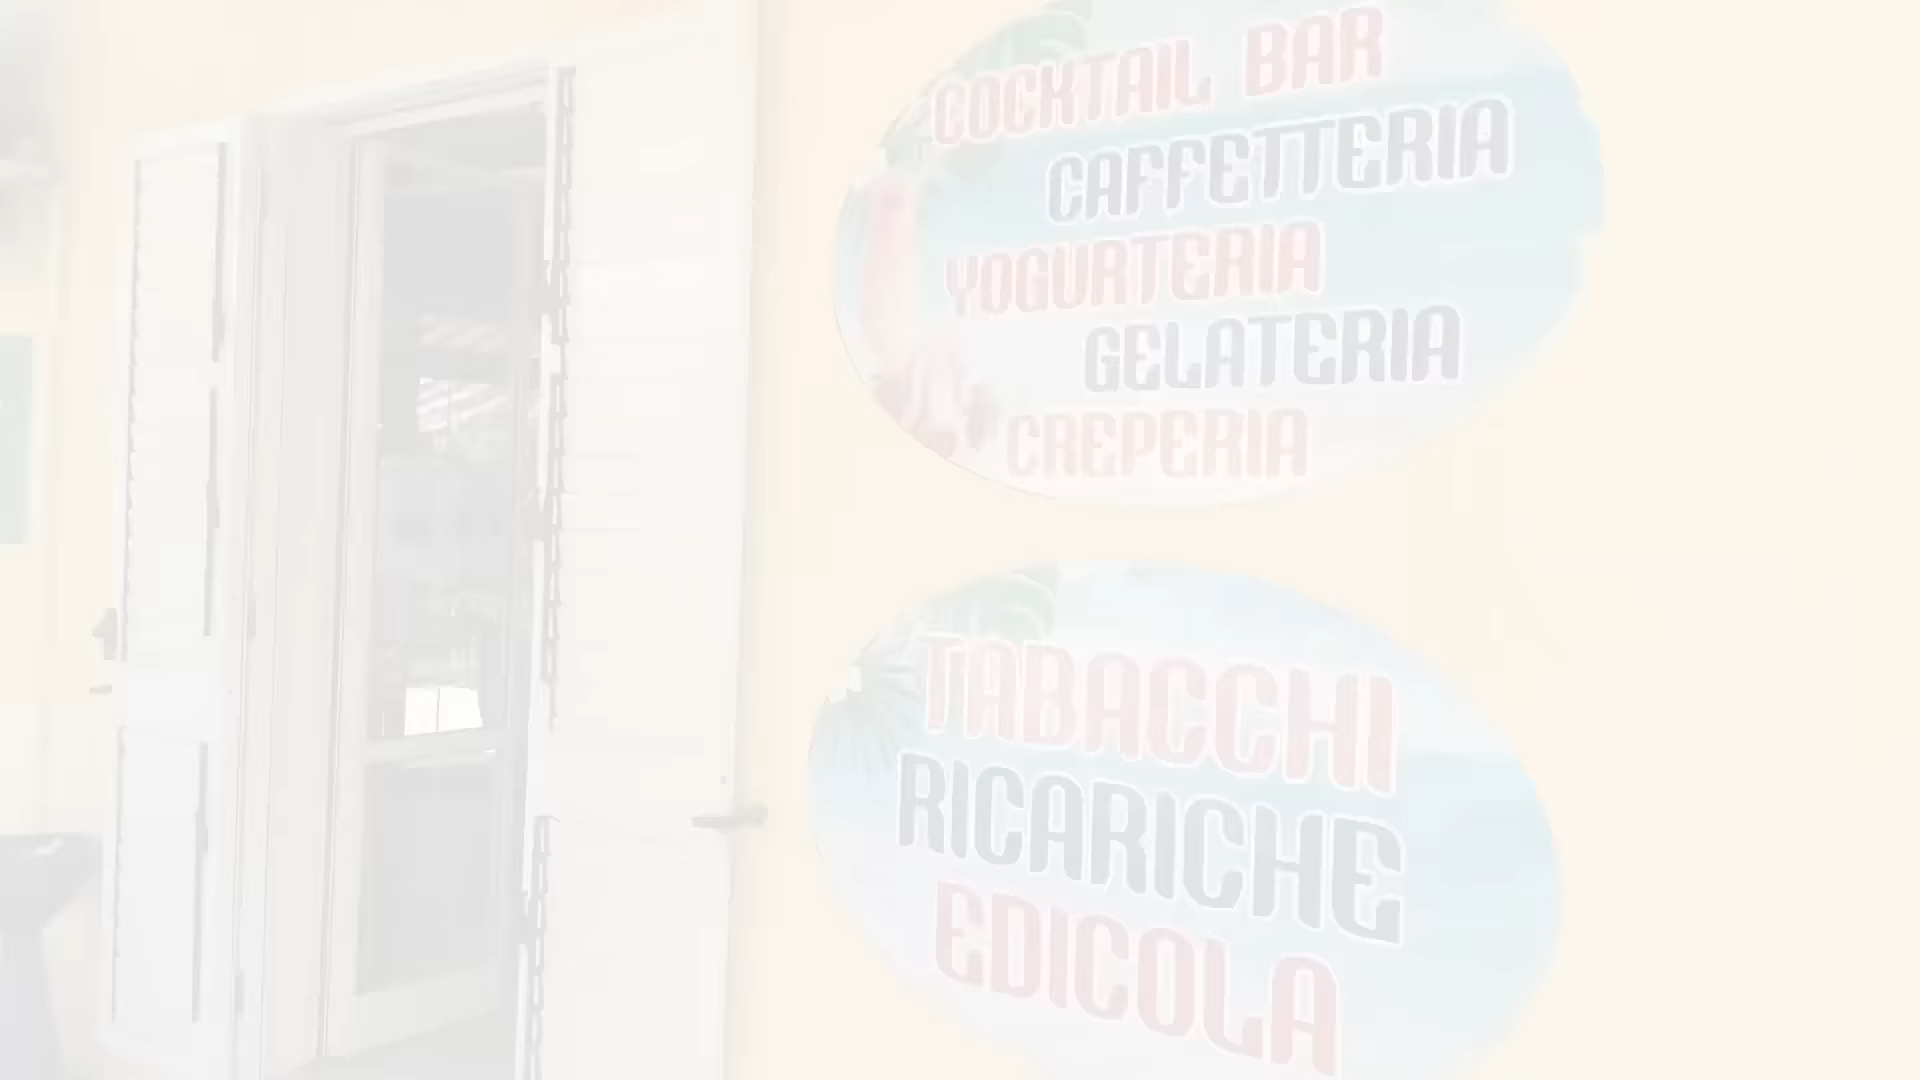 COCKTAIL BAR
CAFFETTERIA
YOGURTERIA
GELATERIA
CREPERIA
TABACCHI
RICARICHE
EDICOLA